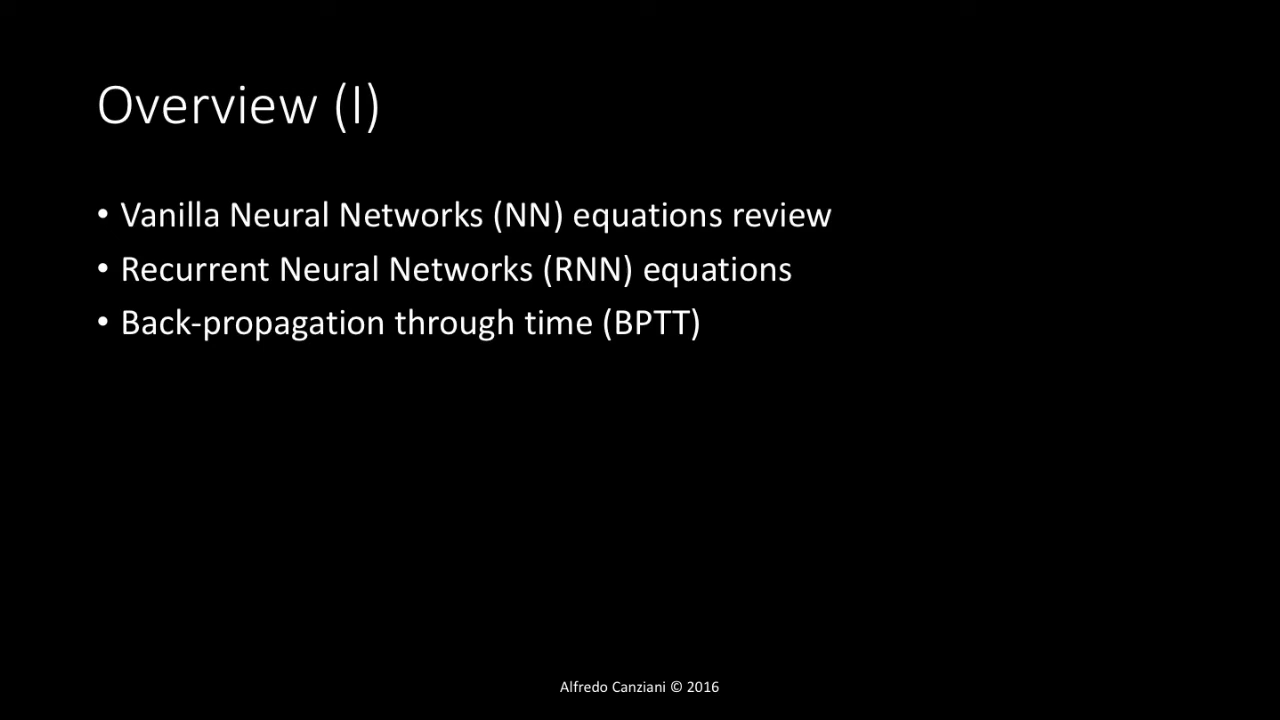 Overview (I)
• Vanilla Neural Networks (NN) equations review
• Recurrent Neural Networks (RNN) equations
• Back-propagation through time (BPTT)
Alfredo Canziani © 2016